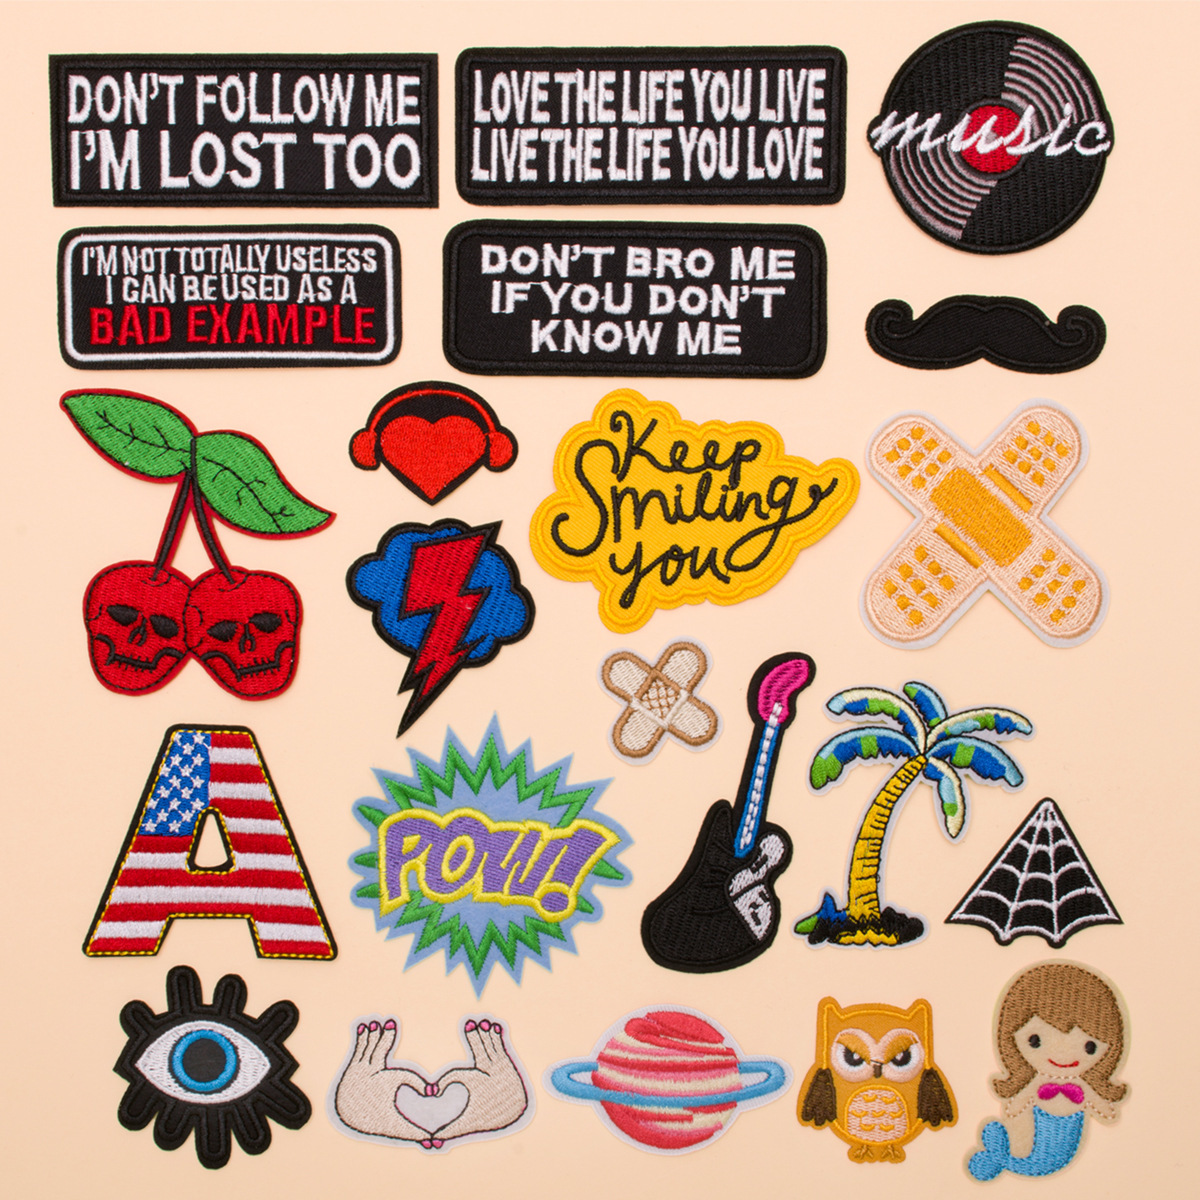 DON'T FOLLOW ME
I'M LOST TOO
LOVE THE LIFE YOU LIVE
LIVE THE LIFE YOU LOVE
music
I'M NOT TOTALLY USELESS
I CAN BE USED AS A
BAD EXAMPLE
DON'T BRO ME
IF YOU DON'T
KNOW ME
Keep
Smiling
you
A
POW!